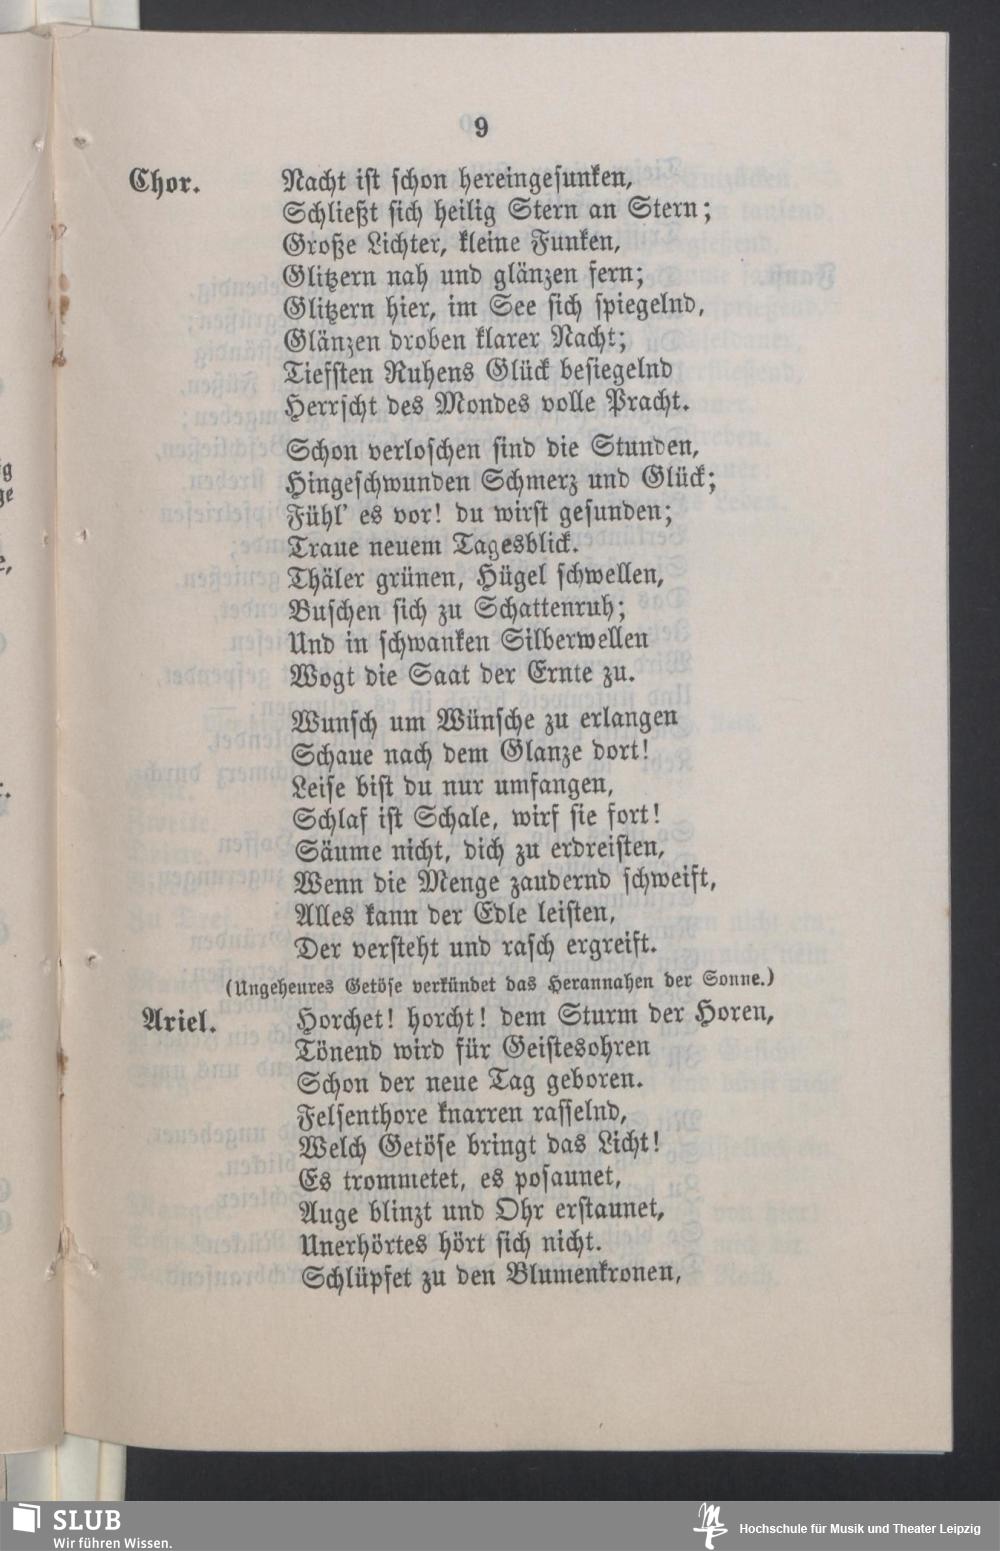 9
Chor. Nacht ist schon hereingesunken,
Schließt sich heilig Stern an Stern;
Große Lichter, kleine Funken,
Glitzern nah und glänzen fern;
Glitzern hier, im See sich spiegelnd,
Glänzen droben klarer Nacht;
Tiefsten Ruhens Glück besiegelnd
Herrscht des Mondes volle Pracht.
Schon verloschen sind die Stunden,
Hingeschwunden Schmerz und Glück;
Fühl' es vor! du wirst gesunden;
Traue neuem Tagesblick.
Thäler grünen, Hügel schwellen,
Buschen sich zu Schattenruh;
Und in schwanken Silberwellen
Wogt die Saat der Ernte zu.
Wunsch um Wünsche zu erlangen
Schaue nach dem Glanze dort!
Leise bist du nur umfangen,
Schlaf ist Schale, wirf sie fort!
Säume nicht, dich zu erdreisten,
Wenn die Menge zaudernd schweift,
Alles kann der Edle leisten,
Der versteht und rasch ergreift.
(Ungeheures Getöse verkündet das Herannahen der Sonne.)
Ariel. Horchet! horcht! dem Sturm der Horen,
Tönend wird für Geistesohren
Schon der neue Tag geboren.
Felsenthore knarren rasselnd,
Welch Getöse bringt das Licht!
Es trommetet, es posaunet,
Auge blinzt und Ohr erstaunet,
Unerhörtes hört sich nicht.
Schlüpfet zu den Blumenkronen,
SLUB
Wir führen Wissen.
Hochschule für Musik und Theater Leipzig